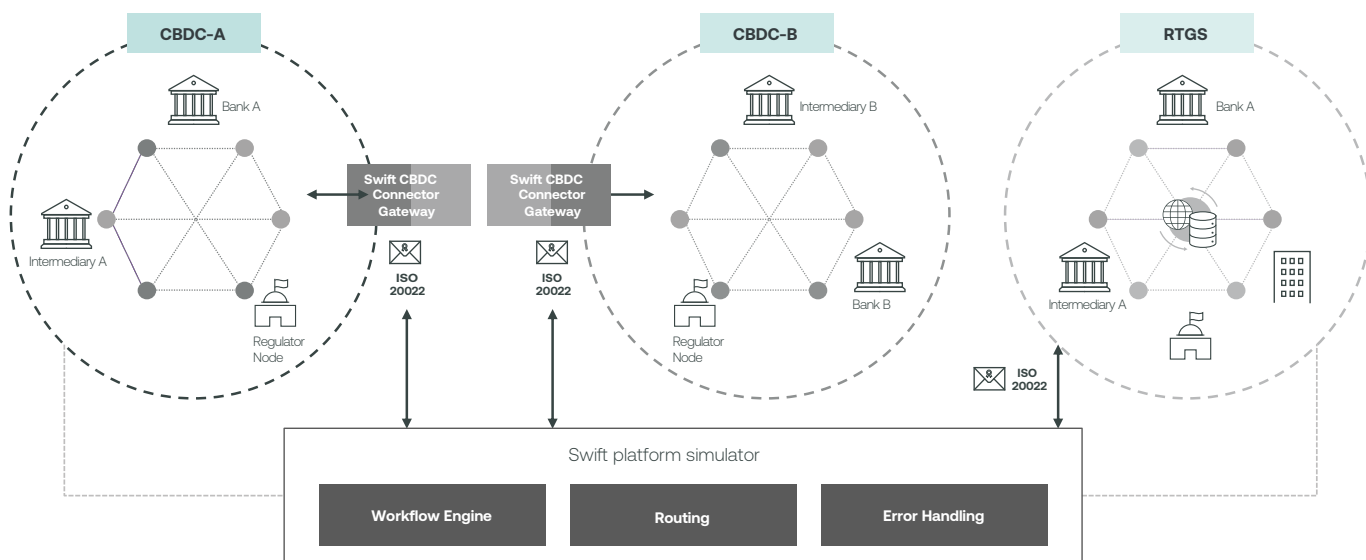 CBDC-A
CBDC-B
RTGS
Bank A
Intermediary B
Bank A
Swift CBDC
Connector
Gateway
Swift CBDC
Connector
Gateway
Intermediary A
ISO
20022
ISO
20022
Bank B
Intermediary A
Regulator
Node
Regulator
Node
ISO
20022
Swift platform simulator
Workflow Engine
Routing
Error Handling